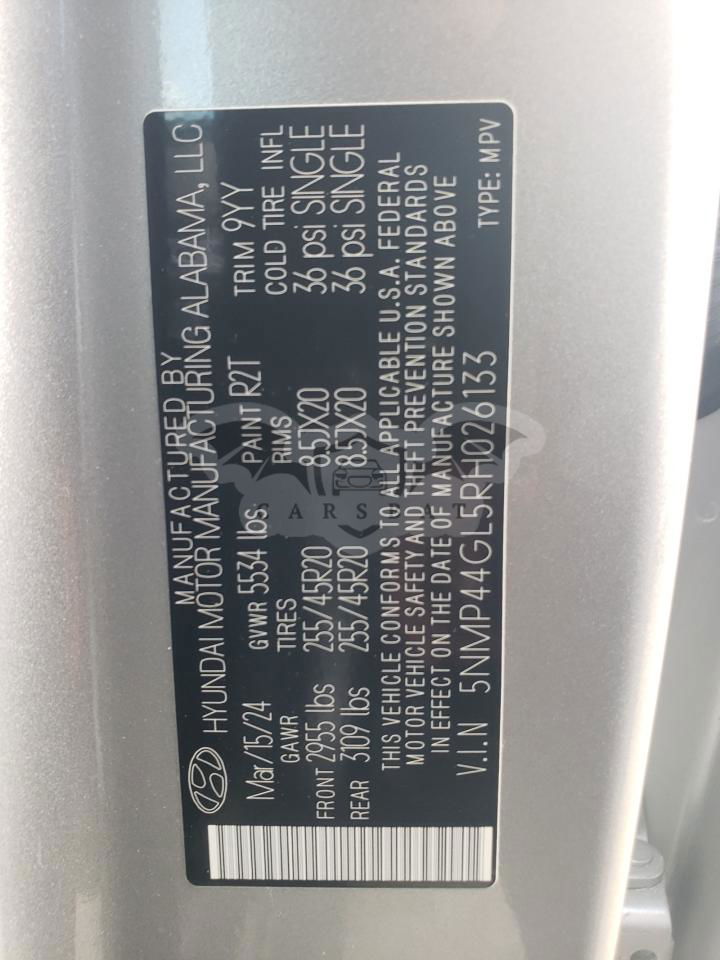 MANUFACTURED BY
HYUNDAI MOTOR MANUFACTURING ALABAMA, LLC
Mar/15/24 GVWR 5534 lbs. PAINT R2T TRIM 9YY
GAWR TIRES RIMS COLD TIRE INFL
FRONT 2955 lbs 255/45R20 8.5JX20 36 psi SINGLE
REAR 3109 lbs 255/45R20 8.5JX20 36 psi SINGLE
THIS VEHICLE CONFORMS TO ALL APPLICABLE U.S.A. FEDERAL
MOTOR VEHICLE SAFETY AND THEFT PREVENTION STANDARDS
IN EFFECT ON THE DATE OF MANUFACTURE SHOWN ABOVE
V.I.N 5NMP44GL5RH026133
TYPE: MPV
CARSBAT